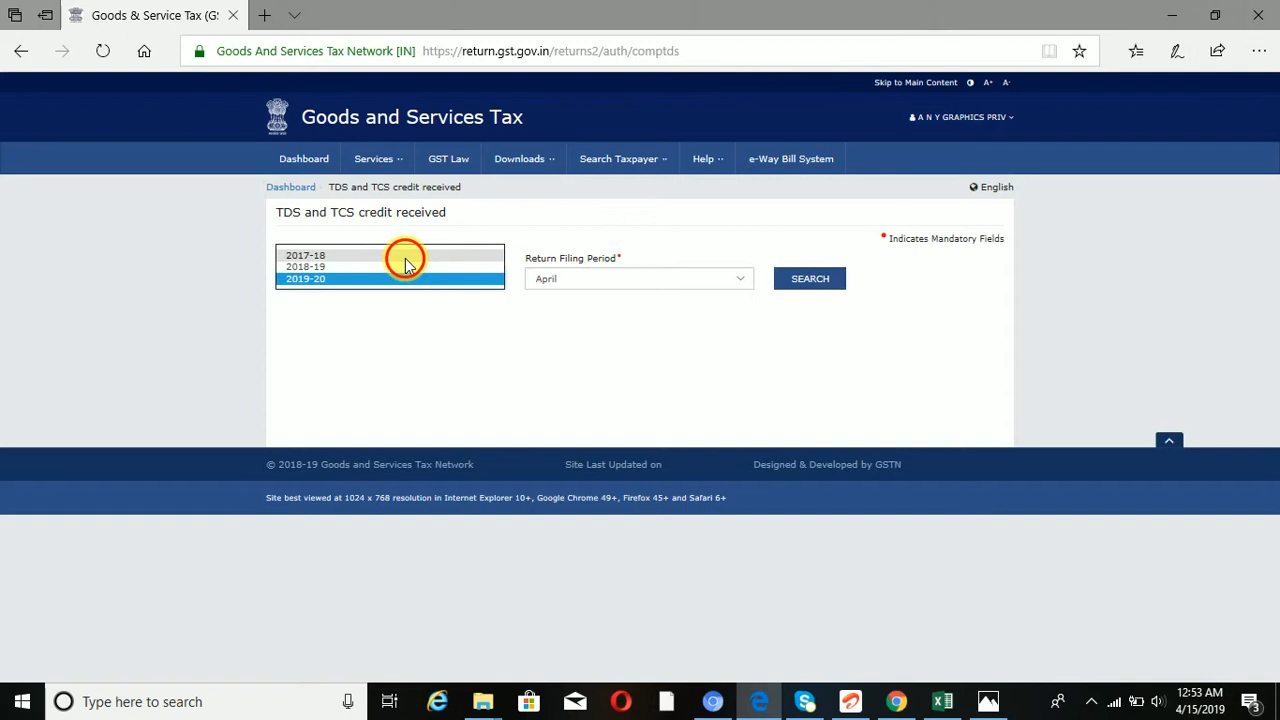 Goods & Service Tax (G
Goods And Services Tax Network [IN] https://return.gst.gov.in/returns2/auth/comptds
Skip to Main Content A+ A-
Goods and Services Tax
A N Y GRAPHICS PRIV
Dashboard Services GST Law Downloads Search Taxpayer Help e-Way Bill System
Dashboard TDS and TCS credit received English
TDS and TCS credit received
• Indicates Mandatory Fields
2017-18
2018-19
2019-20
Return Filing Period•
April
SEARCH
© 2018-19 Goods and Services Tax Network Site Last Updated on Designed & Developed by GSTN
Site best viewed at 1024 x 768 resolution in Internet Explorer 10+, Google Chrome 49+, Firefox 45+ and Safari 6+
Type here to search
12:53 AM
4/15/2019
3